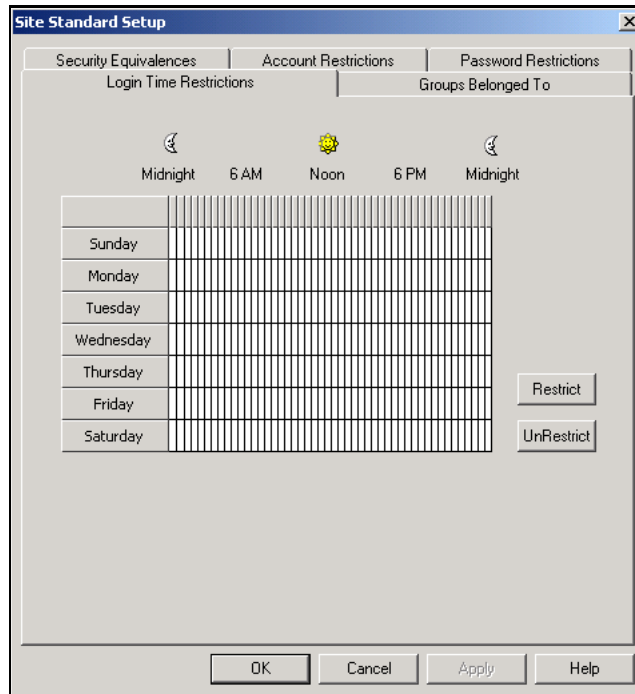 Site Standard Setup
Security Equivalences Account Restrictions Password Restrictions
Login Time Restrictions Groups Belonged To
Midnight 6 AM Noon 6 PM Midnight
Sunday
Monday
Tuesday
Wednesday
Thursday
Friday
Saturday
Restrict
UnRestrict
OK Cancel Apply Help